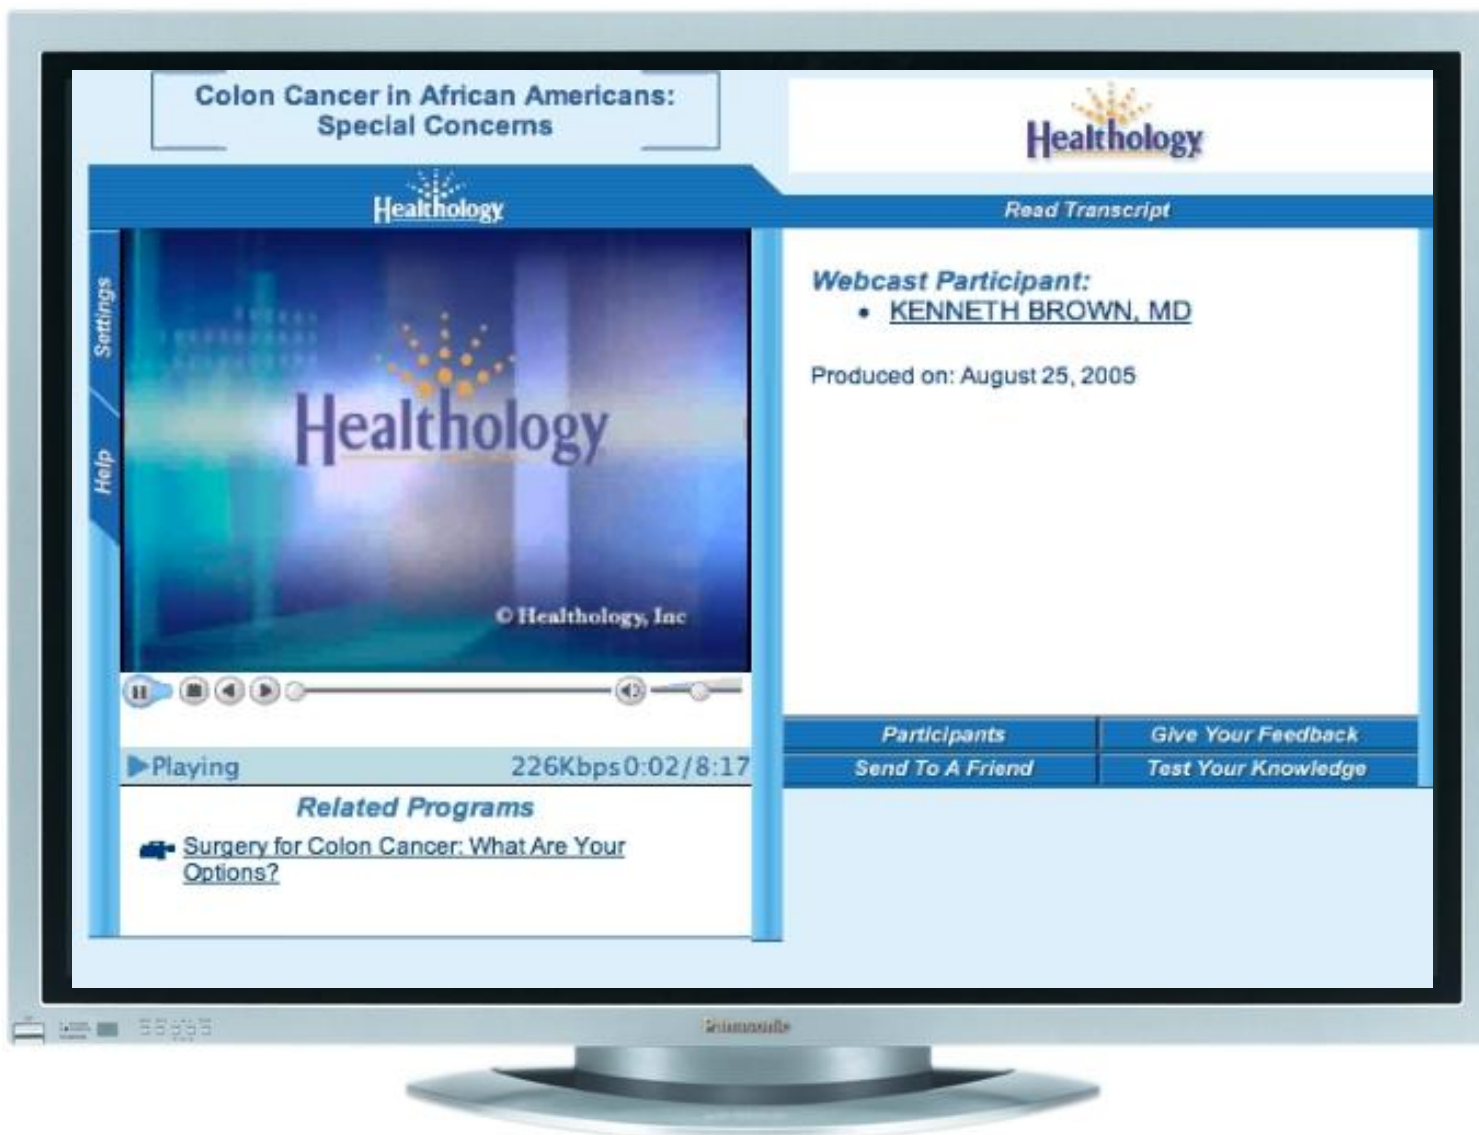 Colon Cancer in African Americans:
Special Concerns
Healthology
Healthology
Read Transcript
Settings
Help
Healthology
© Healthology, Inc
Playing
226Kbps 0:02/8:17
Related Programs
Surgery for Colon Cancer: What Are Your
Options?
Webcast Participant:
• KENNETH BROWN, MD
Produced on: August 25, 2005
Participants
Give Your Feedback
Send To A Friend
Test Your Knowledge